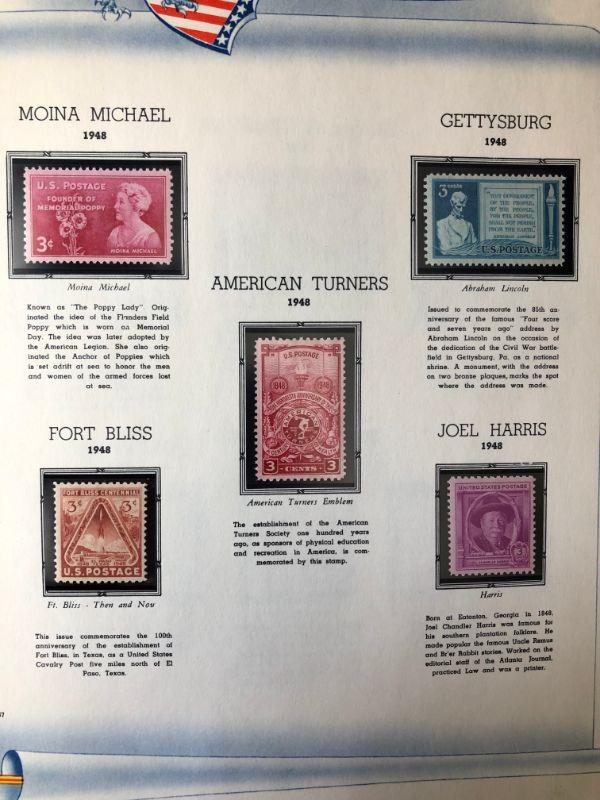 MOINA MICHAEL
1948
U.S. POSTAGE
FOUNDER OF
MEMORIAL POPPY
3¢
MOINA MICHAEL
Moina Michael
Known as "The Poppy Lady". Orig-
inated the idea of the Flanders Field
Poppy which is worn on Memorial
Day. The idea was later adopted by
the American Legion. She also orig-
inated the Anchor of Poppies which
is set adrift at sea to honor the men
and women of the armed forces lost
at sea.
GETTYSBURG
1948
3 cents
"THAT GOVERNMENT
OF THE PEOPLE,
BY THE PEOPLE,
FOR THE PEOPLE,
SHALL NOT PERISH
FROM THE EARTH."
ABRAHAM LINCOLN
U.S. POSTAGE
Abraham Lincoln
Issued to commemorate the 85th an-
niversary of the famous "Four score
and seven years ago" address by
Abraham Lincoln on the occasion of
the dedication of the Civil War battle-
field in Gettysburg, Pa. as a national
shrine. A monument, with the address
on two bronze plaques, marks the
spot where the address was made.
AMERICAN TURNERS
1948
U.S. POSTAGE
1848 1948
AMERICAN
3 CENTS 3
American Turners Emblem
The establishment of the American
Turners Society one hundred years
ago, as sponsors of physical education
and recreation in America, is com-
memorated by this stamp.
FORT BLISS
1948
FORT BLISS CENTENNIAL
3¢ 3¢
U.S. POSTAGE
Ft. Bliss - Then and Now
This issue commemorates the 100th
anniversary of the establishment of
Fort Bliss, in Texas, as a United States
Cavalry Post five miles north of El
Paso, Texas.
JOEL HARRIS
1948
UNITED STATES POSTAGE
3¢
JOEL CHANDLER HARRIS
Harris
Born at Eatonton, Georgia in 1848,
Joel Chandler Harris was famous for
his southern plantation folklore. He
made popular the famous Uncle Remus
and Br'er Rabbit stories. Worked on the
editorial staff of the Atlanta Journal,
practiced Law and was a printer.